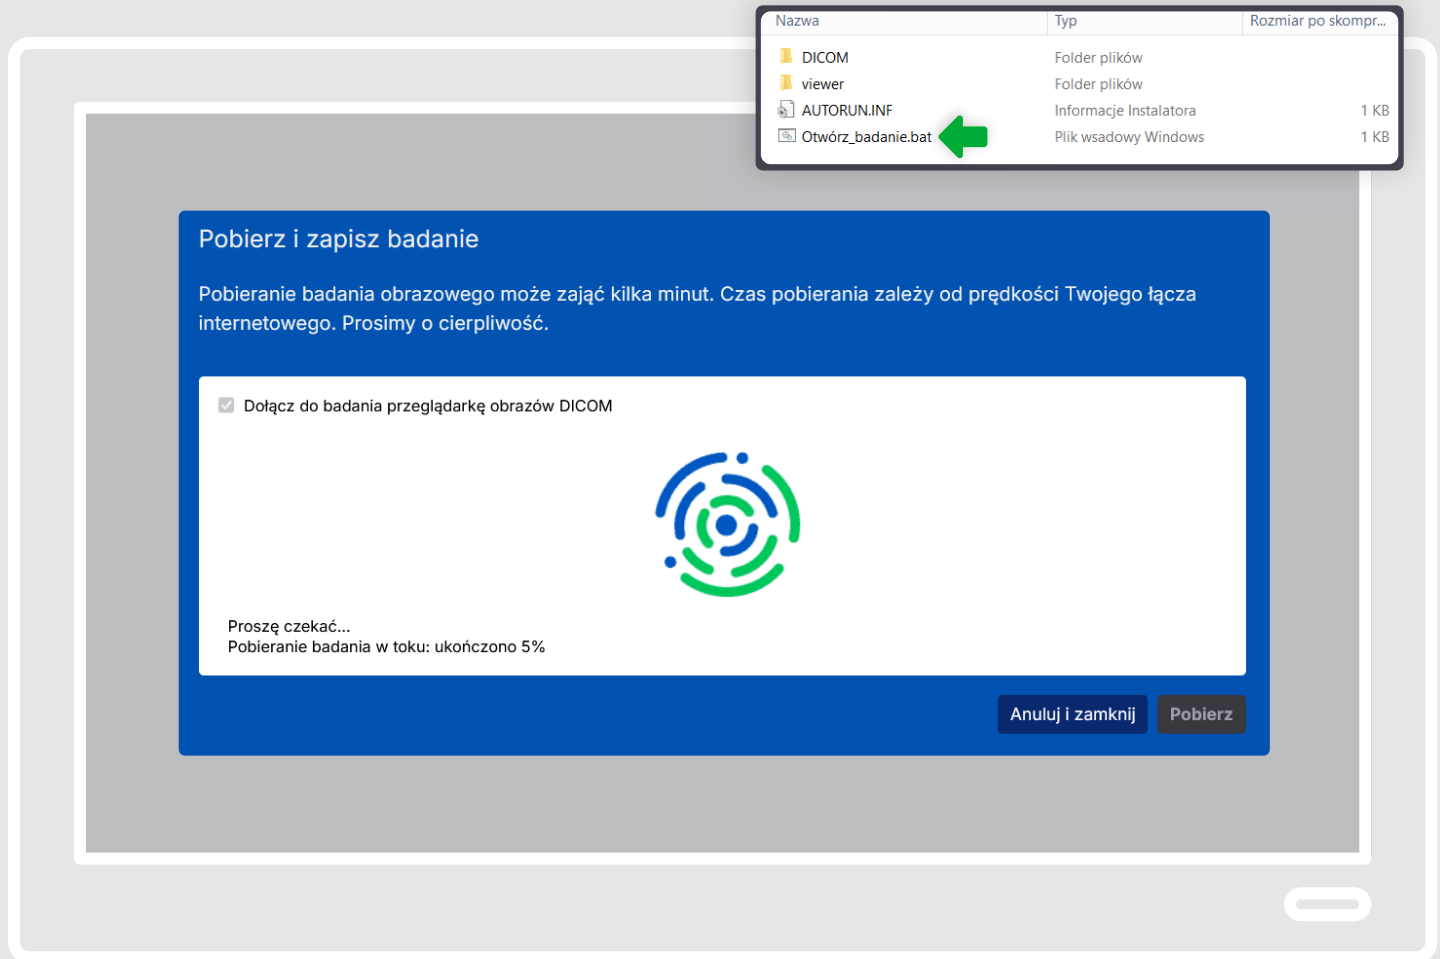 Nazwa Typ Rozmiar po skompr...
DICOM Folder plików
viewer Folder plików
AUTORUN.INF Informacje Instalatora 1 KB
Otwórz_badanie.bat Plik wsadowy Windows 1 KB
Pobierz i zapisz badanie
Pobieranie badania obrazowego może zająć kilka minut. Czas pobierania zależy od prędkości Twojego łącza
internetowego. Prosimy o cierpliwość.
Dołącz do badania przeglądarkę obrazów DICOM
Proszę czekać...
Pobieranie badania w toku: ukończono 5%
Anuluj i zamknij Pobierz